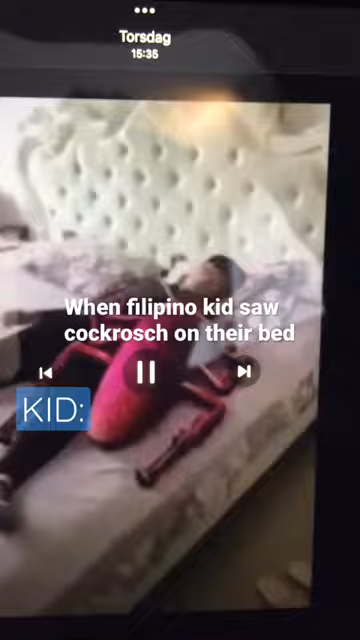 Torsdag
15:35
When filipino kid saw
cockrosch on their bed
KID: